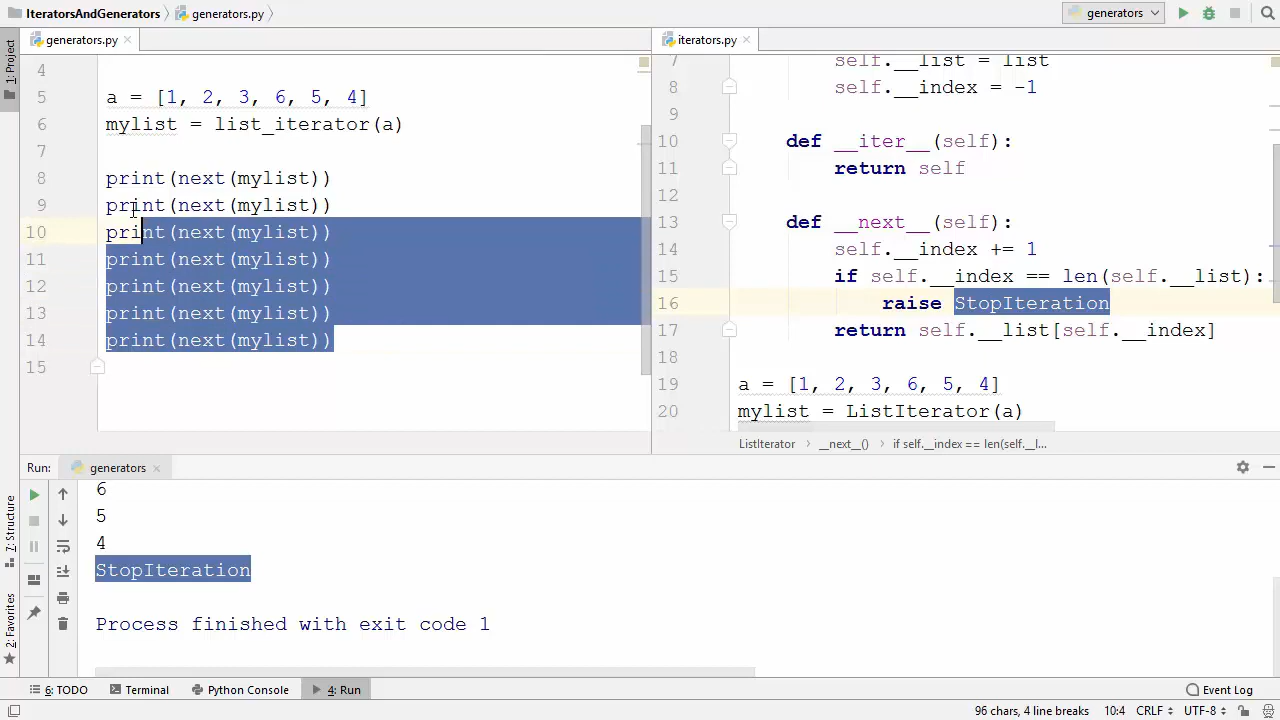 IteratorsAndGenerators generators.py generators
generators.py iterators.py
1: Project
4
5 a = [1, 2, 3, 6, 5, 4]
6 mylist = list_iterator(a)
7
8 print(next(mylist))
9 print(next(mylist))
10 print(next(mylist))
11 print(next(mylist))
12 print(next(mylist))
13 print(next(mylist))
14 print(next(mylist))
15
7 self.__list = list
8 self.__index = -1
9
10 def __iter__(self):
11 return self
12
13 def __next__(self):
14 self.__index += 1
15 if self.__index == len(self.__list):
16 raise StopIteration
17 return self.__list[self.__index]
18
19 a = [1, 2, 3, 6, 5, 4]
20 mylist = ListIterator(a)
ListIterator __next__() if self.__index == len(self.__l...
Run: generators
6
5
4
StopIteration
Process finished with exit code 1
7: Structure
2: Favorites
6: TODO Terminal Python Console 4: Run Event Log
96 chars, 4 line breaks 10:4 CRLF UTF-8